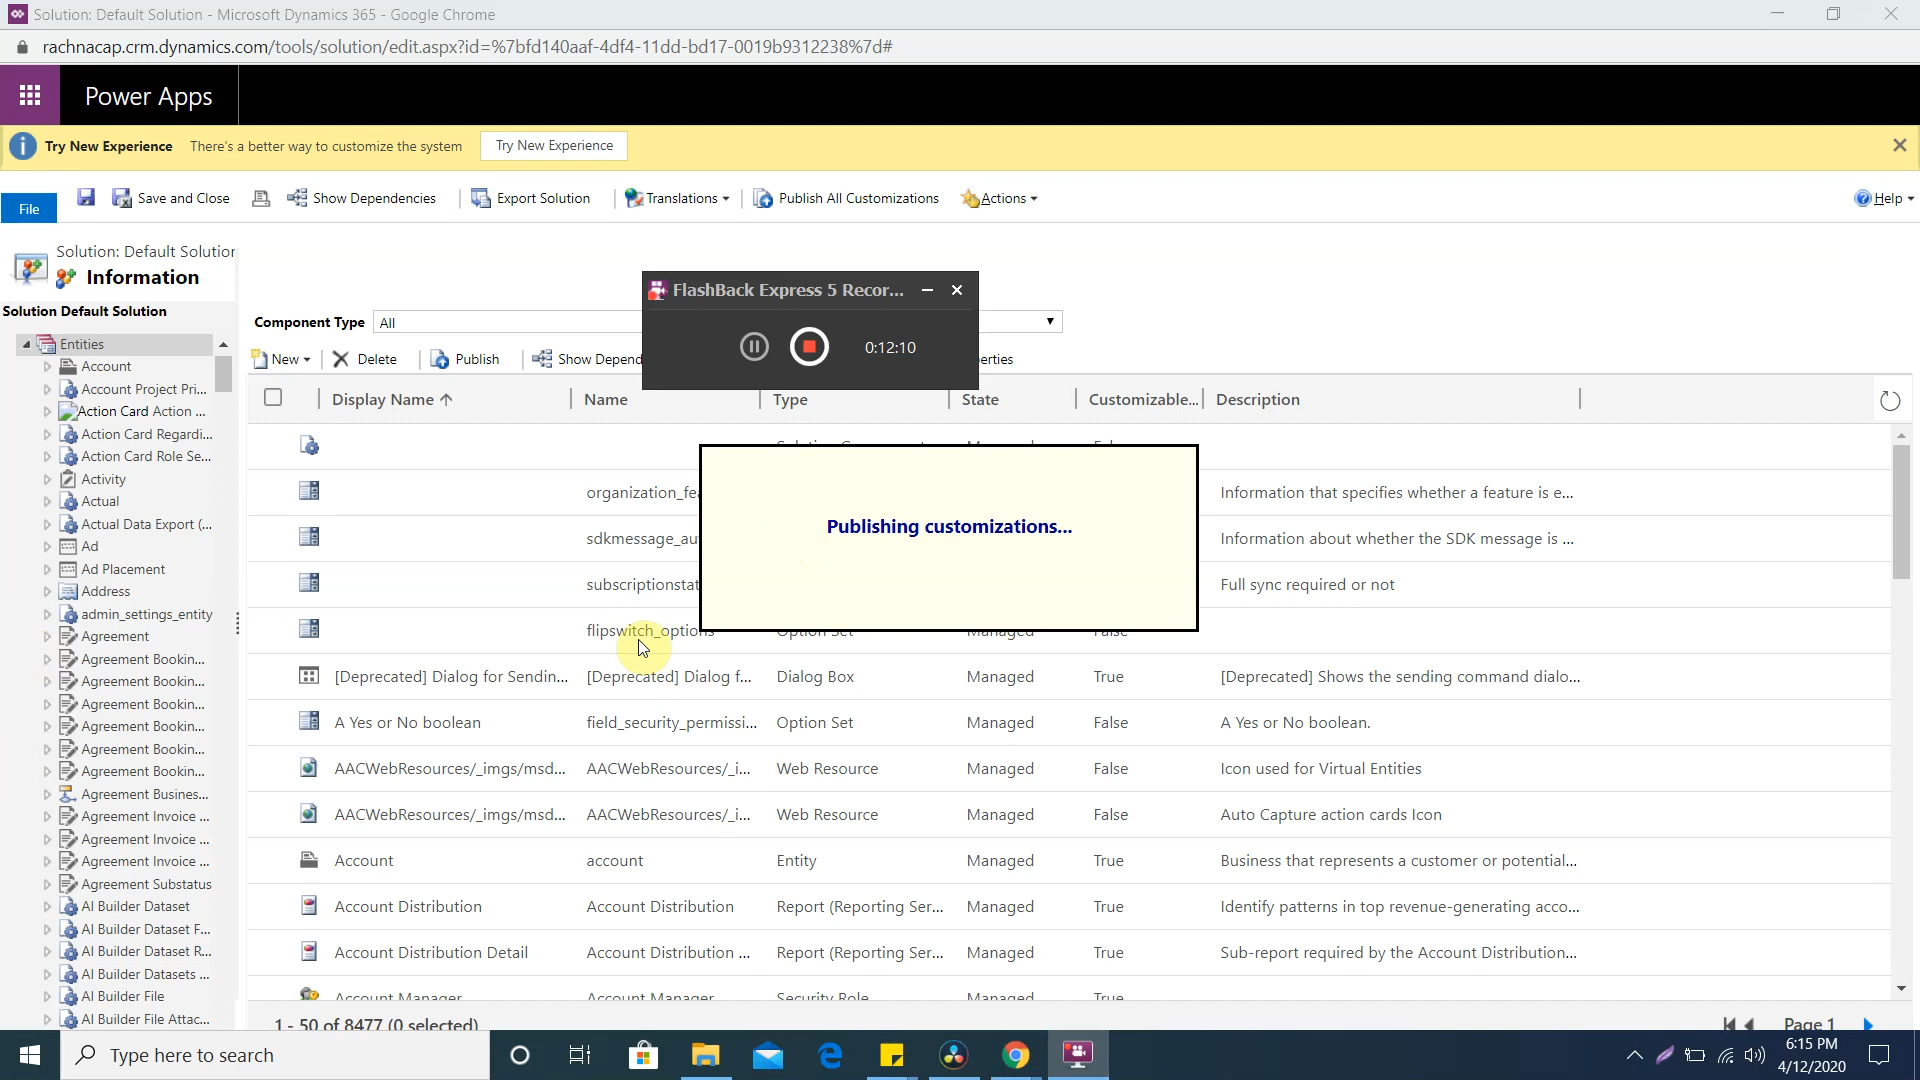 Solution: Default Solution - Microsoft Dynamics 365 - Google Chrome
rachnacap.crm.dynamics.com/tools/solution/edit.aspx?id=%7bfd140aaf-4df4-11dd-bd17-0019b9312238%7d#
Power Apps
Try New Experience There's a better way to customize the system Try New Experience
File Save and Close Show Dependencies Export Solution Translations Publish All Customizations Actions Help
Solution: Default Solution
Information
Solution Default Solution
Entities
Account
Account Project Pri...
Action Card Action ...
Action Card Regardi...
Action Card Role Se...
Activity
Actual
Actual Data Export (...
Ad
Ad Placement
Address
admin_settings_entity
Agreement
Agreement Bookin...
Agreement Bookin...
Agreement Bookin...
Agreement Bookin...
Agreement Bookin...
Agreement Bookin...
Agreement Busines...
Agreement Invoice ...
Agreement Invoice ...
Agreement Invoice ...
Agreement Substatus
AI Builder Dataset
AI Builder Dataset F...
AI Builder Dataset R...
AI Builder Datasets ...
AI Builder File
AI Builder File Attac...
Component Type All
New Delete Publish Show Depend
FlashBack Express 5 Recor...
0:12:10
Display Name Name Type State Customizable... Description
organization_fea Information that specifies whether a feature is e...
sdkmessage_au Information about whether the SDK message is ...
subscriptionstat Full sync required or not
flipswitch_options Option Set Managed False
Publishing customizations...
[Deprecated] Dialog for Sendin... [Deprecated] Dialog f... Dialog Box Managed True [Deprecated] Shows the sending command dialo...
A Yes or No boolean field_security_permissi... Option Set Managed False A Yes or No boolean.
AACWebResources/_imgs/msd... AACWebResources/_i... Web Resource Managed False Icon used for Virtual Entities
AACWebResources/_imgs/msd... AACWebResources/_i... Web Resource Managed False Auto Capture action cards Icon
Account account Entity Managed True Business that represents a customer or potential...
Account Distribution Account Distribution Report (Reporting Ser... Managed True Identify patterns in top revenue-generating acco...
Account Distribution Detail Account Distribution ... Report (Reporting Ser... Managed True Sub-report required by the Account Distribution...
Account Manager Account Manager Security Role Managed True
1 - 50 of 8477 (0 selected) Page 1
Type here to search
6:15 PM
4/12/2020